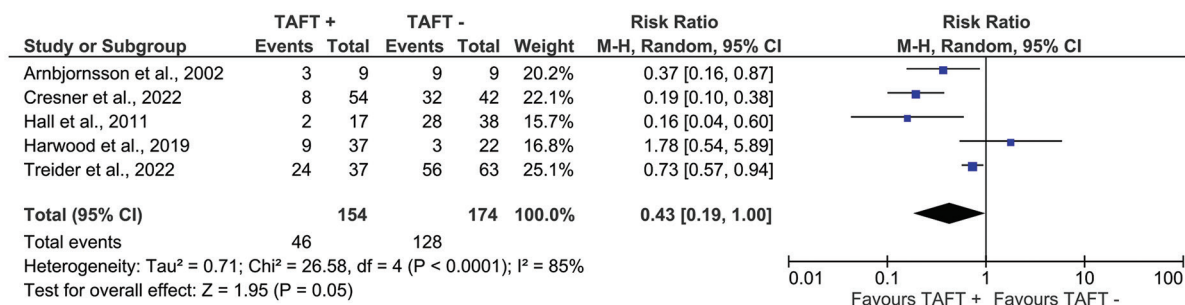 TAFT + TAFT - Risk Ratio Risk Ratio
Study or Subgroup Events Total Events Total Weight M-H, Random, 95% CI M-H, Random, 95% CI
Arnbjornsson et al., 2002 3 9 9 9 20.2% 0.37 [0.16, 0.87]
Cresner et al., 2022 8 54 32 42 22.1% 0.19 [0.10, 0.38]
Hall et al., 2011 2 17 28 38 15.7% 0.16 [0.04, 0.60]
Harwood et al., 2019 9 37 3 22 16.8% 1.78 [0.54, 5.89]
Treider et al., 2022 24 37 56 63 25.1% 0.73 [0.57, 0.94]
Total (95% CI) 154 174 100.0% 0.43 [0.19, 1.00]
Total events 46 128
Heterogeneity: Tau² = 0.71; Chi² = 26.58, df = 4 (P < 0.0001); I² = 85%
Test for overall effect: Z = 1.95 (P = 0.05)
0.01 0.1 1 10 100
Favours TAFT + Favours TAFT -